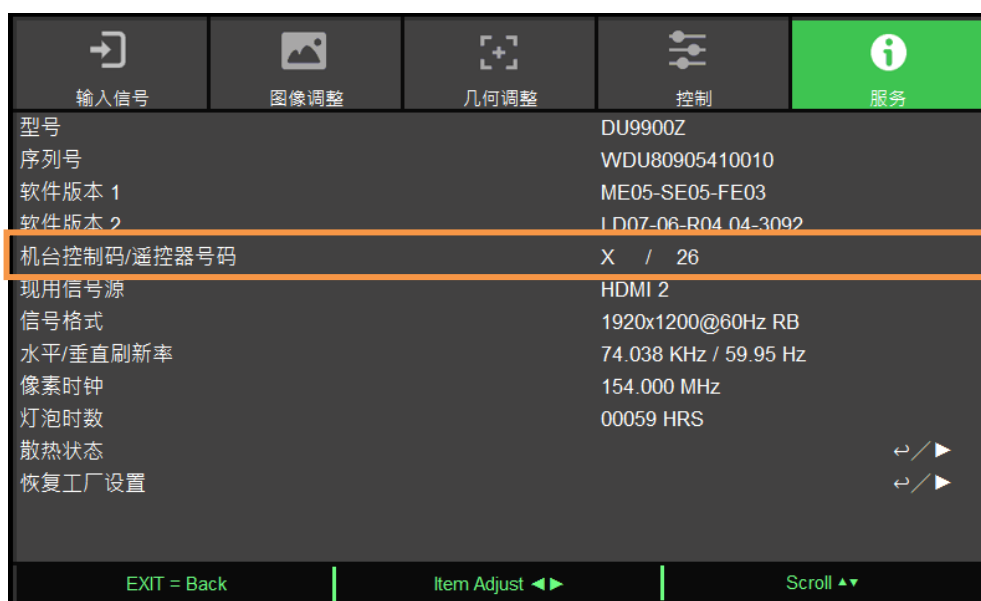 输入信号 图像调整 几何调整 控制 服务
型号 DU9900Z
序列号 WDU80905410010
软件版本 1 ME05-SE05-FE03
软件版本 2 LD07-06-R04.04-3092
机台控制码/遥控器号码 X / 26
现用信号源 HDMI 2
信号格式 1920x1200@60Hz RB
水平/垂直刷新率 74.038 KHz / 59.95 Hz
像素时钟 154.000 MHz
灯泡时数 00059 HRS
散热状态 ↩/▶
恢复工厂设置 ↩/▶
EXIT = Back Item Adjust ◀▶ Scroll ▲▼